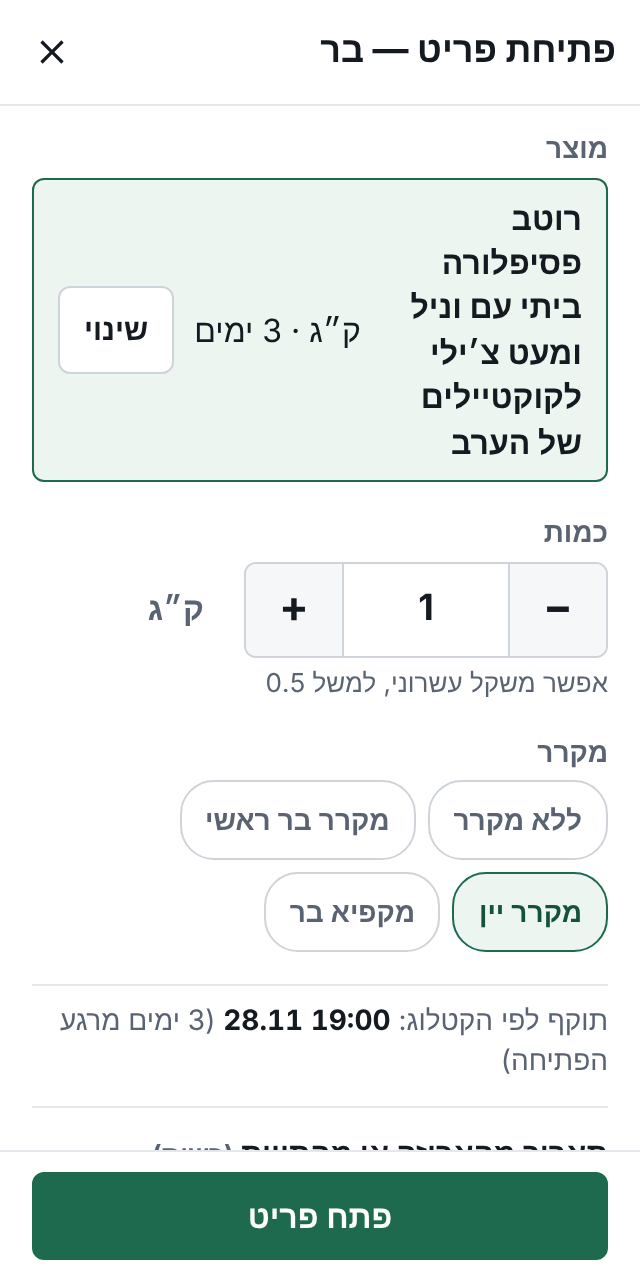 פתיחת פריט — בר
מוצר
רוטב
פסיפלורה
ביתי עם וניל
ומעט צ׳ילי
לקוקטיילים
של הערב
ק״ג · 3 ימים
שינוי
כמות
− 1 +
ק״ג
אפשר משקל עשרוני, למשל 0.5
מקרר
ללא מקרר
מקרר בר ראשי
מקרר יין
מקפיא בר
תוקף לפי הקטלוג: 28.11 19:00 (3 ימים מרגע
הפתיחה)
פתח פריט